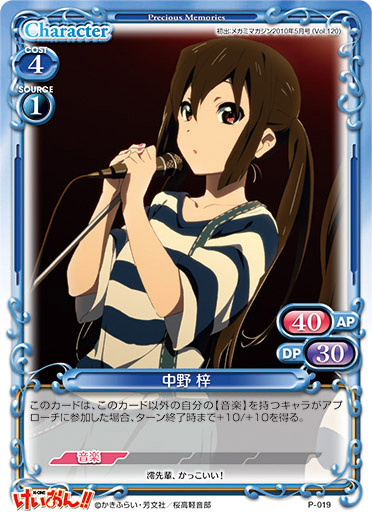 Precious Memories
Character
初出:メガミマガジン2010年5月号(Vol.120)
COST
4
SOURCE
1
40 AP
DP 30
中野 梓
このカードは、このカード以外の自分の【音楽】を持つキャラがアプ
ローチに参加した場合、ターン終了時まで+10/+10を得る。
音楽
澪先輩、かっこいい!
K-ON!!
けいおん!!
©かきふらい・芳文社/桜高軽音部
P-019